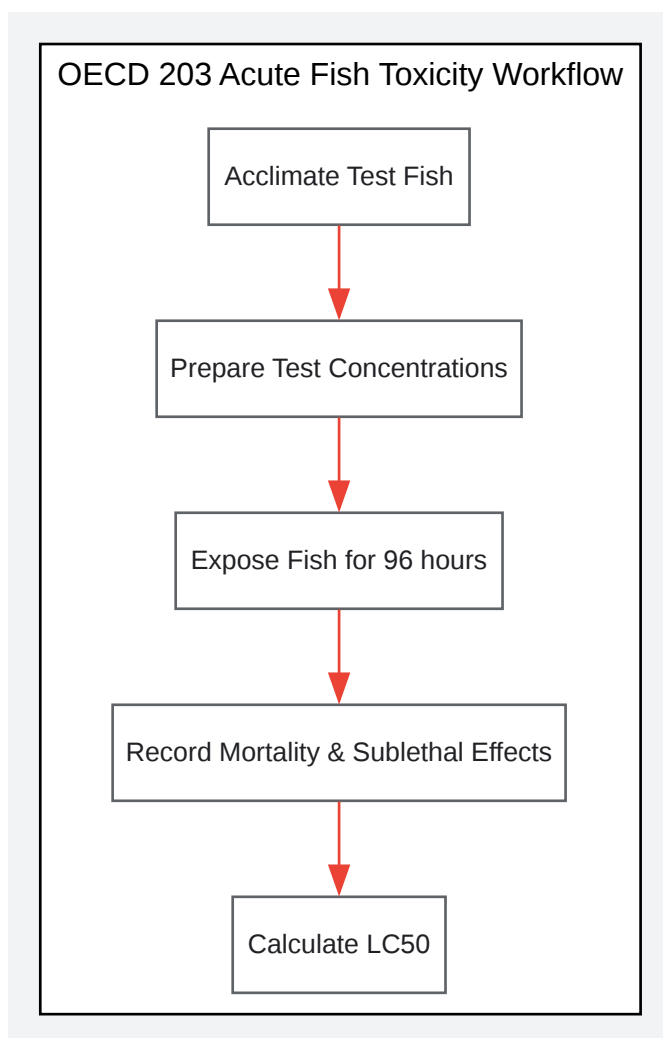 OECD 203 Acute Fish Toxicity Workflow
Acclimate Test Fish
Prepare Test Concentrations
Expose Fish for 96 hours
Record Mortality & Sublethal Effects
Calculate LC50